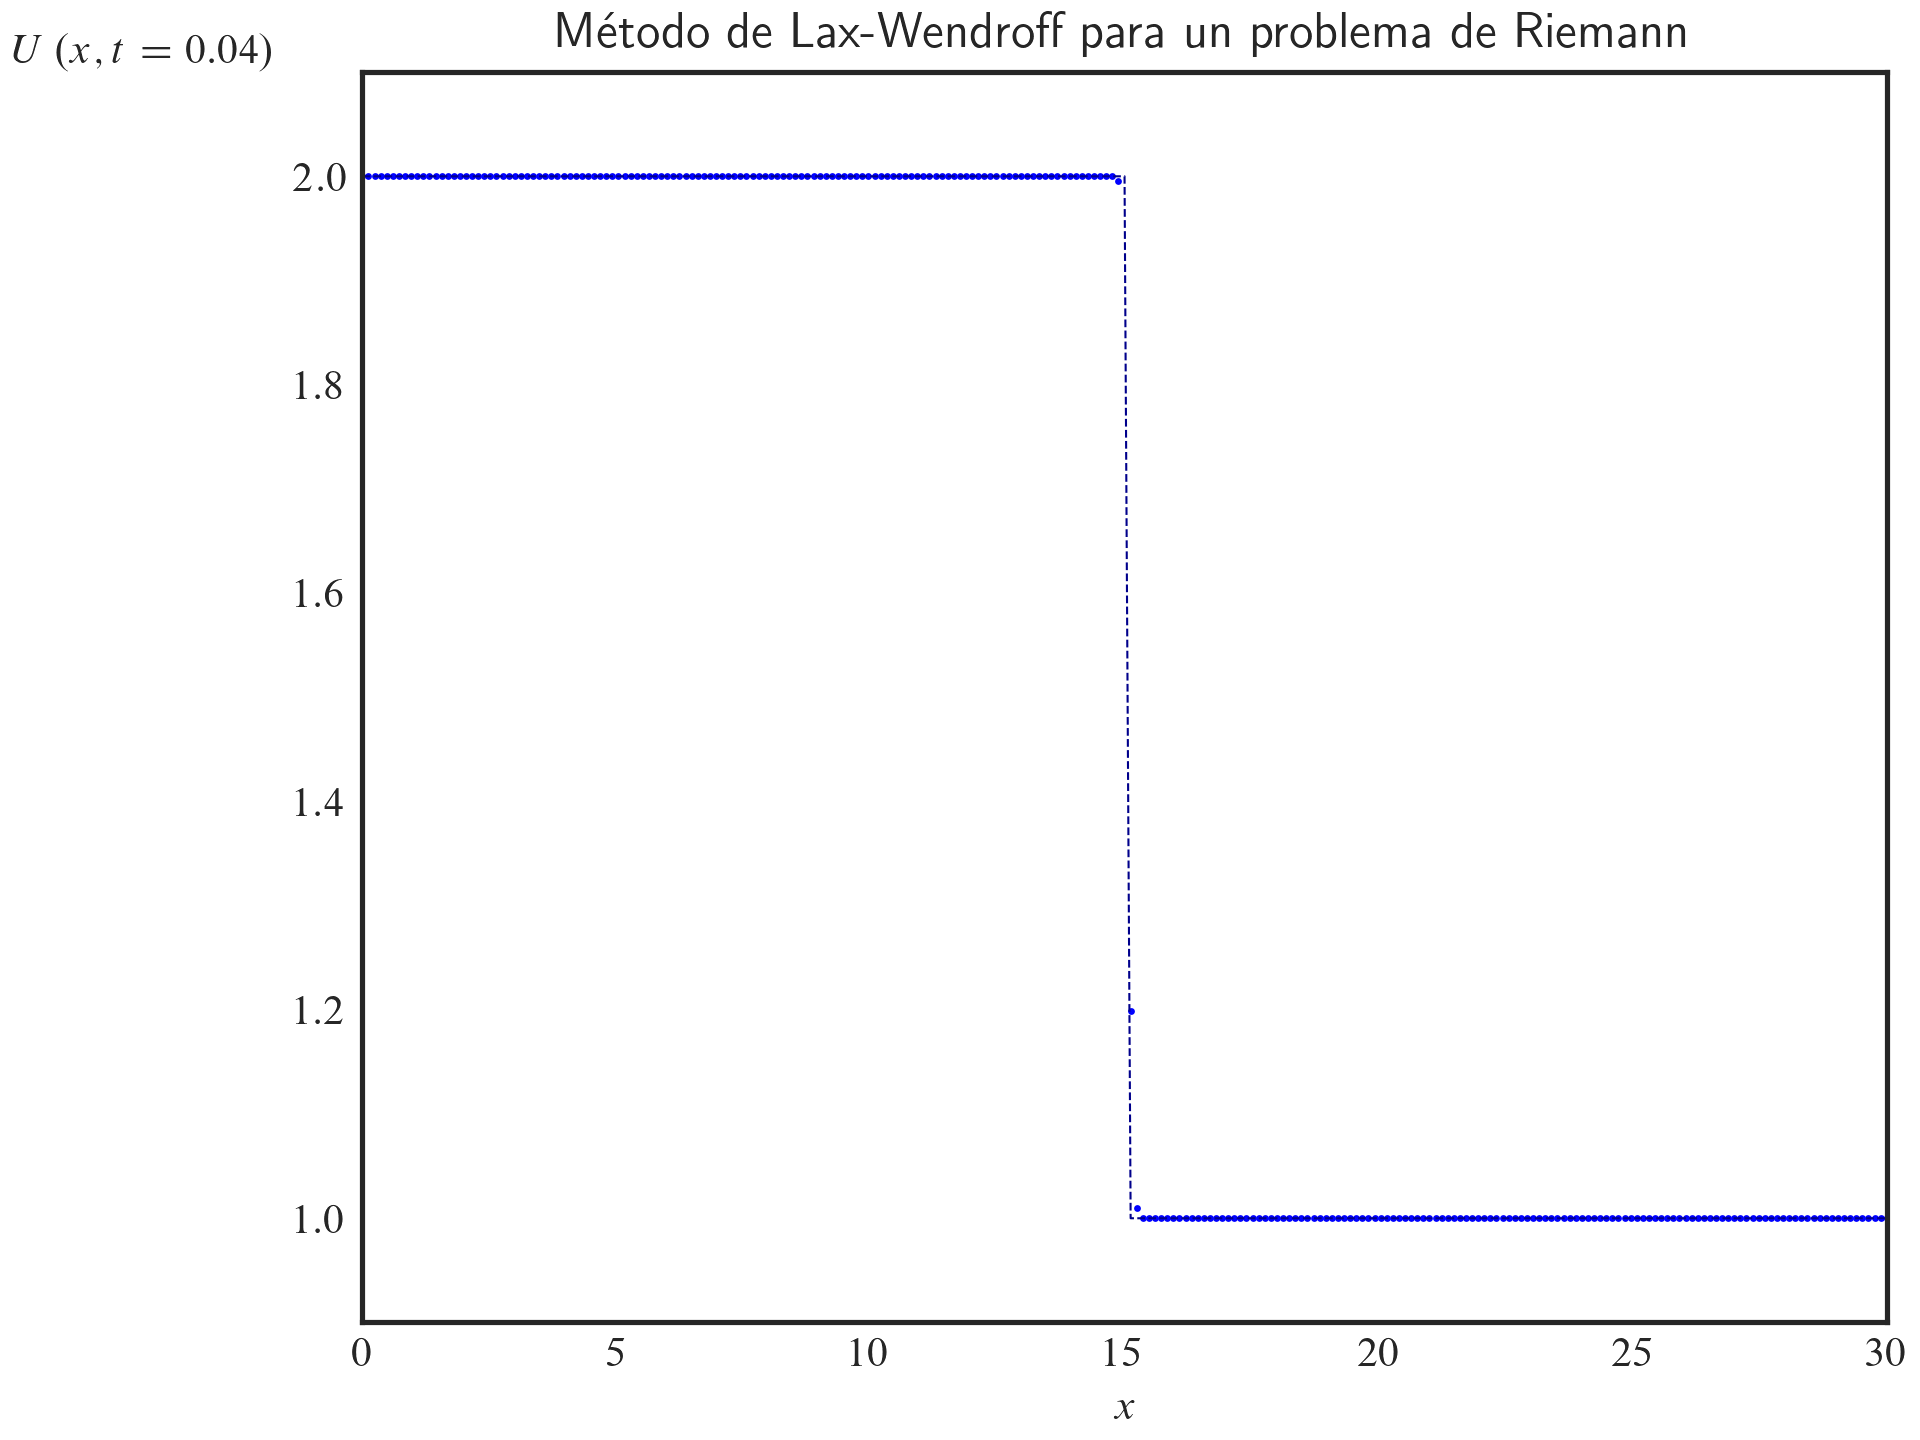 Método de Lax-Wendroff para un problema de Riemann
U (x, t = 0.04)
2.0
1.8
1.6
1.4
1.2
1.0
0 5 10 15 20 25 30
x